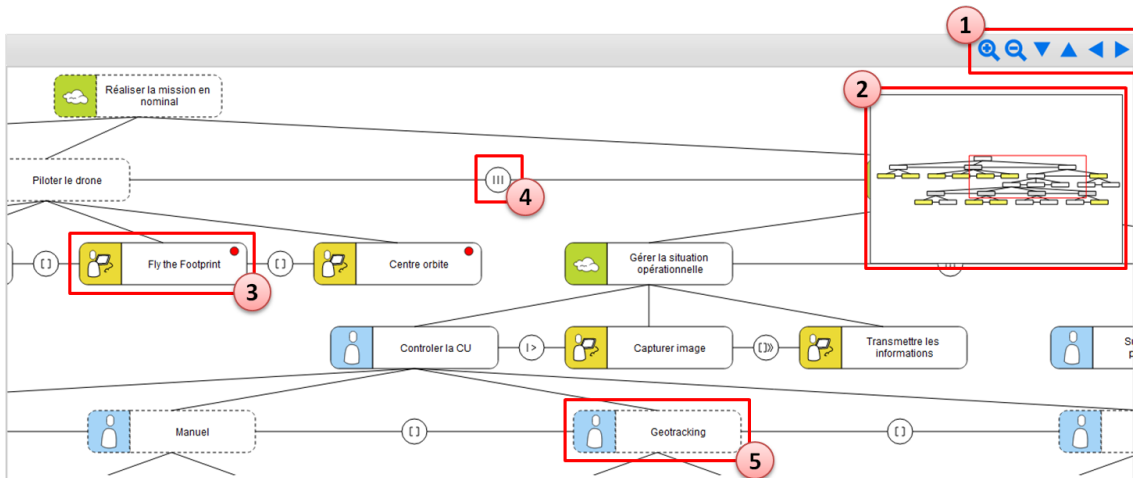 1
2
Réaliser la mission en
nominal
Piloter le drone
|||
4
[ ]
Fly the Footprint
3
[ ]
Centre orbite
Gérer la situation
opérationnelle
Controler la CU
|>
Capturer image
[ ]»
Transmettre les
informations
Su
p
Manuel
[ ]
Geotracking
5
[ ]